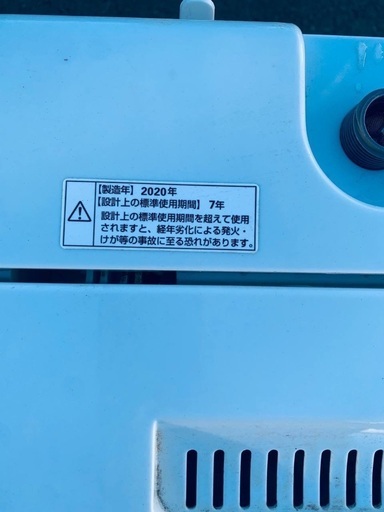 【製造年】2020年
【設計上の標準使用期間】7年
設計上の標準使用期間を超えて使用
されますと、経年劣化による発火・
けが等の事故に至る恐れがあります。